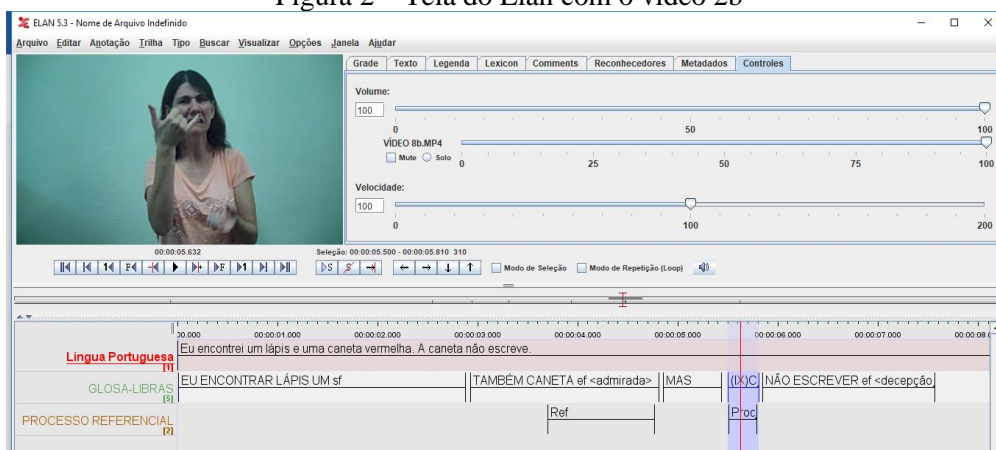 Figura 2 – Tela do Elan com o vídeo 2b
ELAN 5.3 - Nome de Arquivo Indefinido
Arquivo Editar Anotação Trilha Tipo Buscar Visualizar Opções Janela Ajudar
Grade Texto Legenda Lexicon Comments Reconhecedores Metadados Controles
Volume:
100
0 50 100
VÍDEO 8b.MP4
Mute Solo
0 25 50 75 100
Velocidade:
100
0 100 200
00:00:05.632
Seleção: 00:00:05.500 - 00:00:05.810 310
1 F F 1
S S Modo de Seleção Modo de Repetição (Loop)
00.000 00:00:01.000 00:00:02.000 00:00:03.000 00:00:04.000 00:00:05.000 00:00:06.000 00:00:07.000 00:00:08.0
Língua Portuguesa
[1]
Eu encontrei um lápis e uma caneta vermelha. A caneta não escreve.
GLOSA-LIBRAS
[5]
EU ENCONTRAR LÁPIS UM sf TAMBÉM CANETA ef <admirada> MAS (IX)C NÃO ESCREVER ef <decepção
PROCESSO REFERENCIAL
[2]
Ref Proc